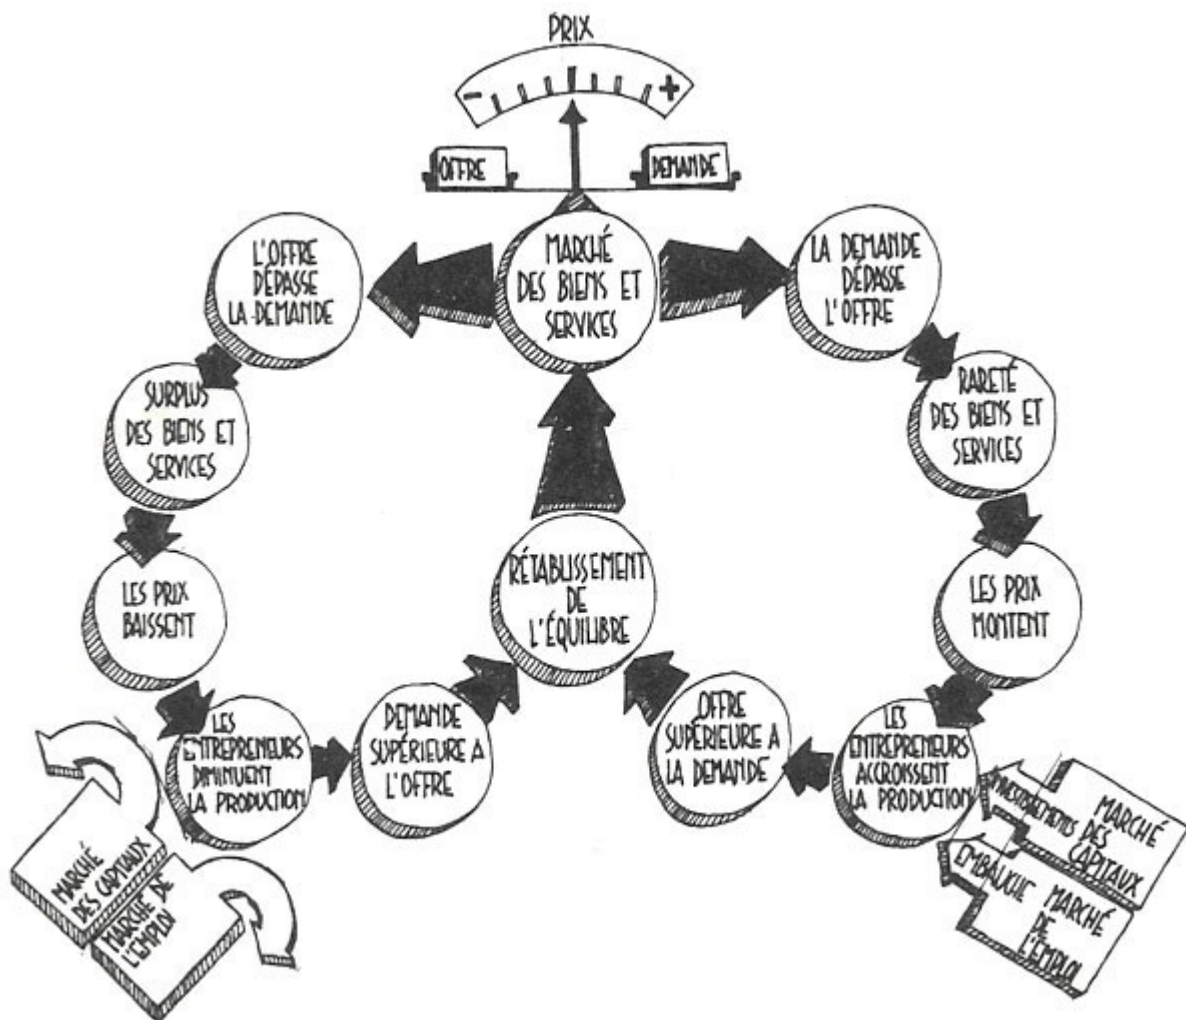 PRIX
- +
OFFRE
DEMANDE
MARCHÉ
DES BIENS ET
SERVICES
L'OFFRE
DÉPASSE
LA DEMANDE
SURPLUS
DES BIENS ET
SERVICES
LES PRIX
BAISSENT
LES
ENTREPRENEURS
DIMINUENT
LA PRODUCTION
MARCHÉ
DES CAPITAUX
MARCHÉ DE
L'EMPLOI
DEMANDE
SUPÉRIEURE A
L'OFFRE
RÉTABLISSEMENT
DE
L'ÉQUILIBRE
LA DEMANDE
DÉPASSE
L'OFFRE
RARETÉ
DES BIENS ET
SERVICES
LES PRIX
MONTENT
LES
ENTREPRENEURS
ACCROISSENT
LA PRODUCTION
INVESTISSEMENTS
MARCHÉ
DES
CAPITAUX
EMBAUCHE
MARCHÉ
DE
L'EMPLOI
OFFRE
SUPÉRIEURE A
LA DEMANDE